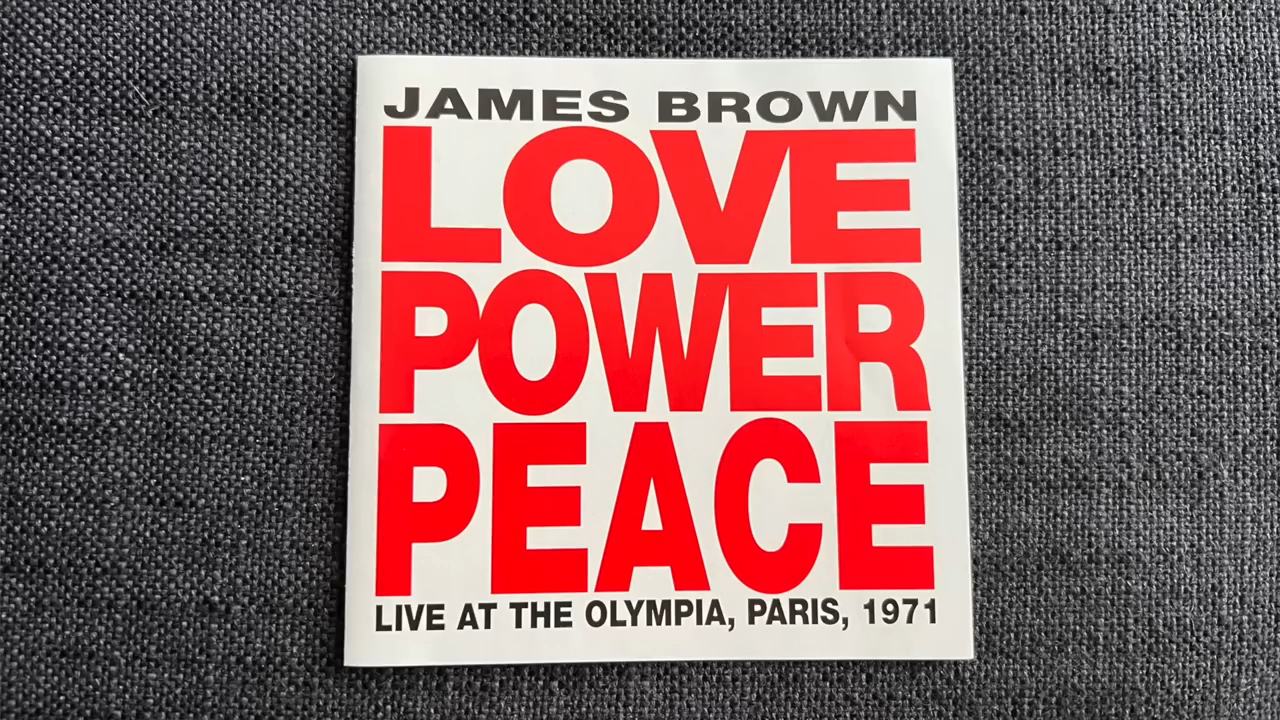 JAMES BROWN
LOVE
POWER
PEACE
LIVE AT THE OLYMPIA, PARIS, 1971